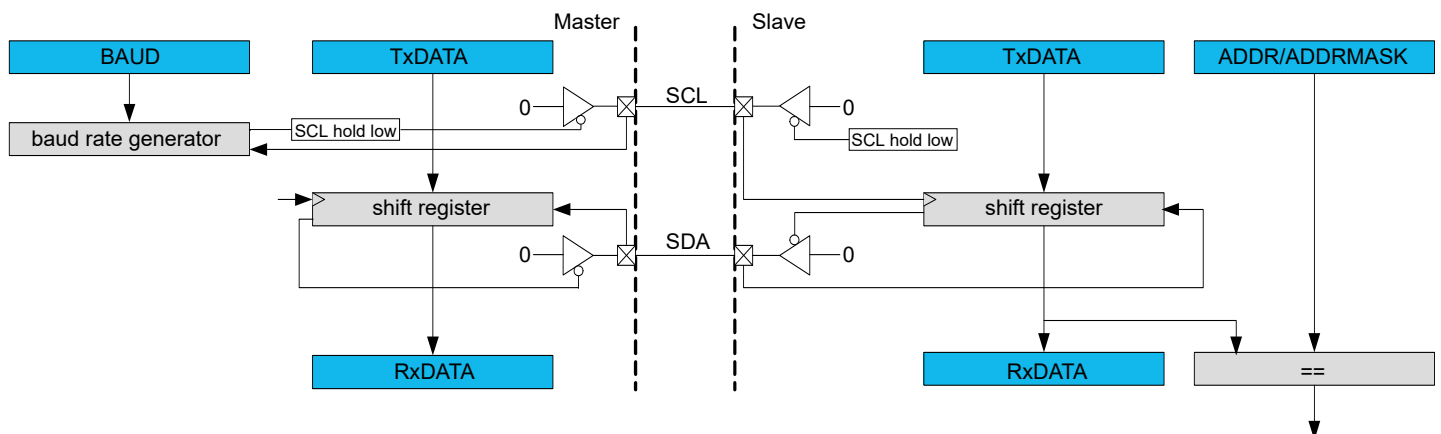 Master
Slave
BAUD
TxDATA
TxDATA
ADDR/ADDRMASK
0
SCL
0
baud rate generator
SCL hold low
SCL hold low
shift register
shift register
0
SDA
0
RxDATA
RxDATA
==